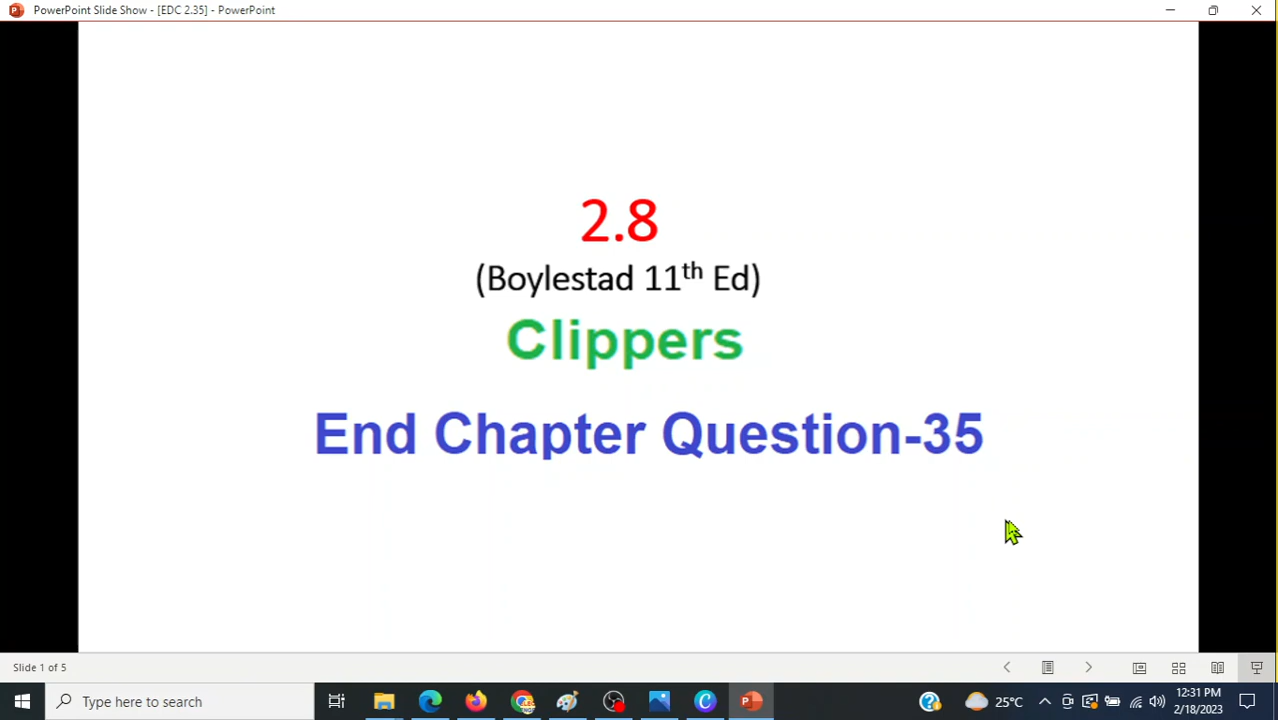 PowerPoint Slide Show - [EDC 2.35] - PowerPoint
2.8
(Boylestad 11th Ed)
Clippers
End Chapter Question-35
Slide 1 of 5
Type here to search
25°C
12:31 PM
2/18/2023